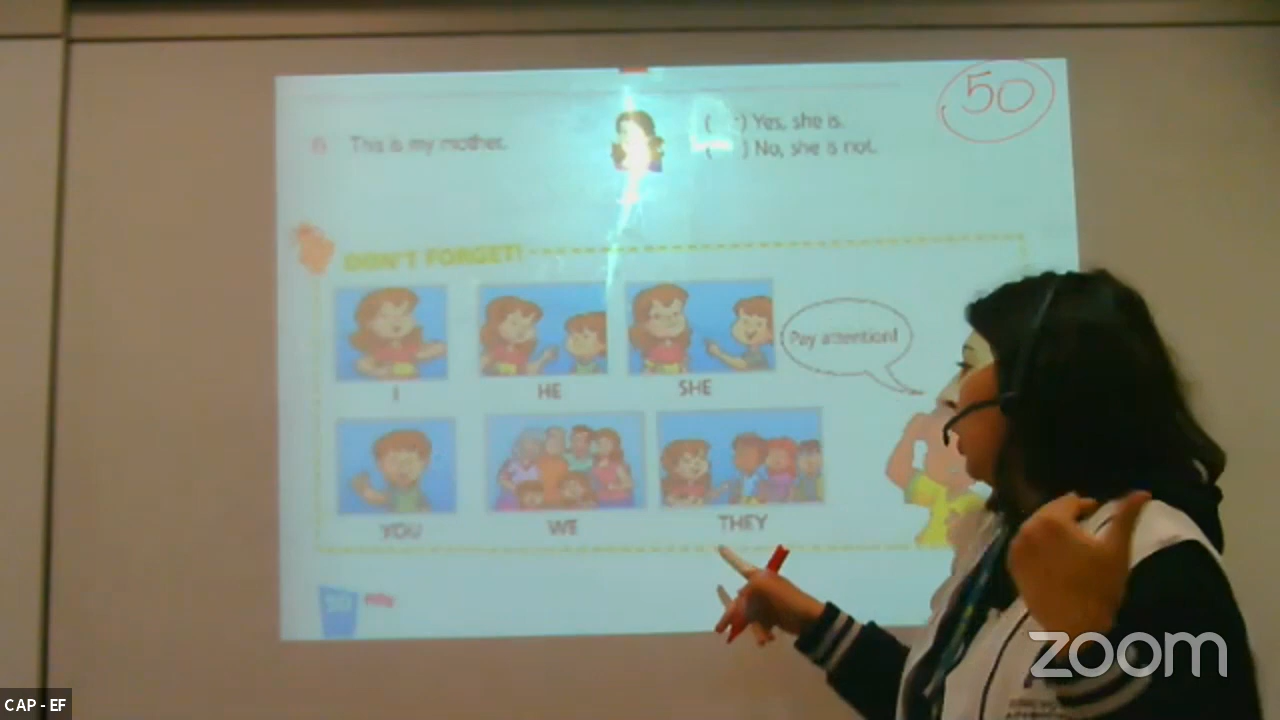 50
This is my mother.
( ) Yes, she is.
( ) No, she is not.
DON'T FORGET!
Pay attention!
I
HE
SHE
YOU
WE
THEY
zoom
CAP - EF